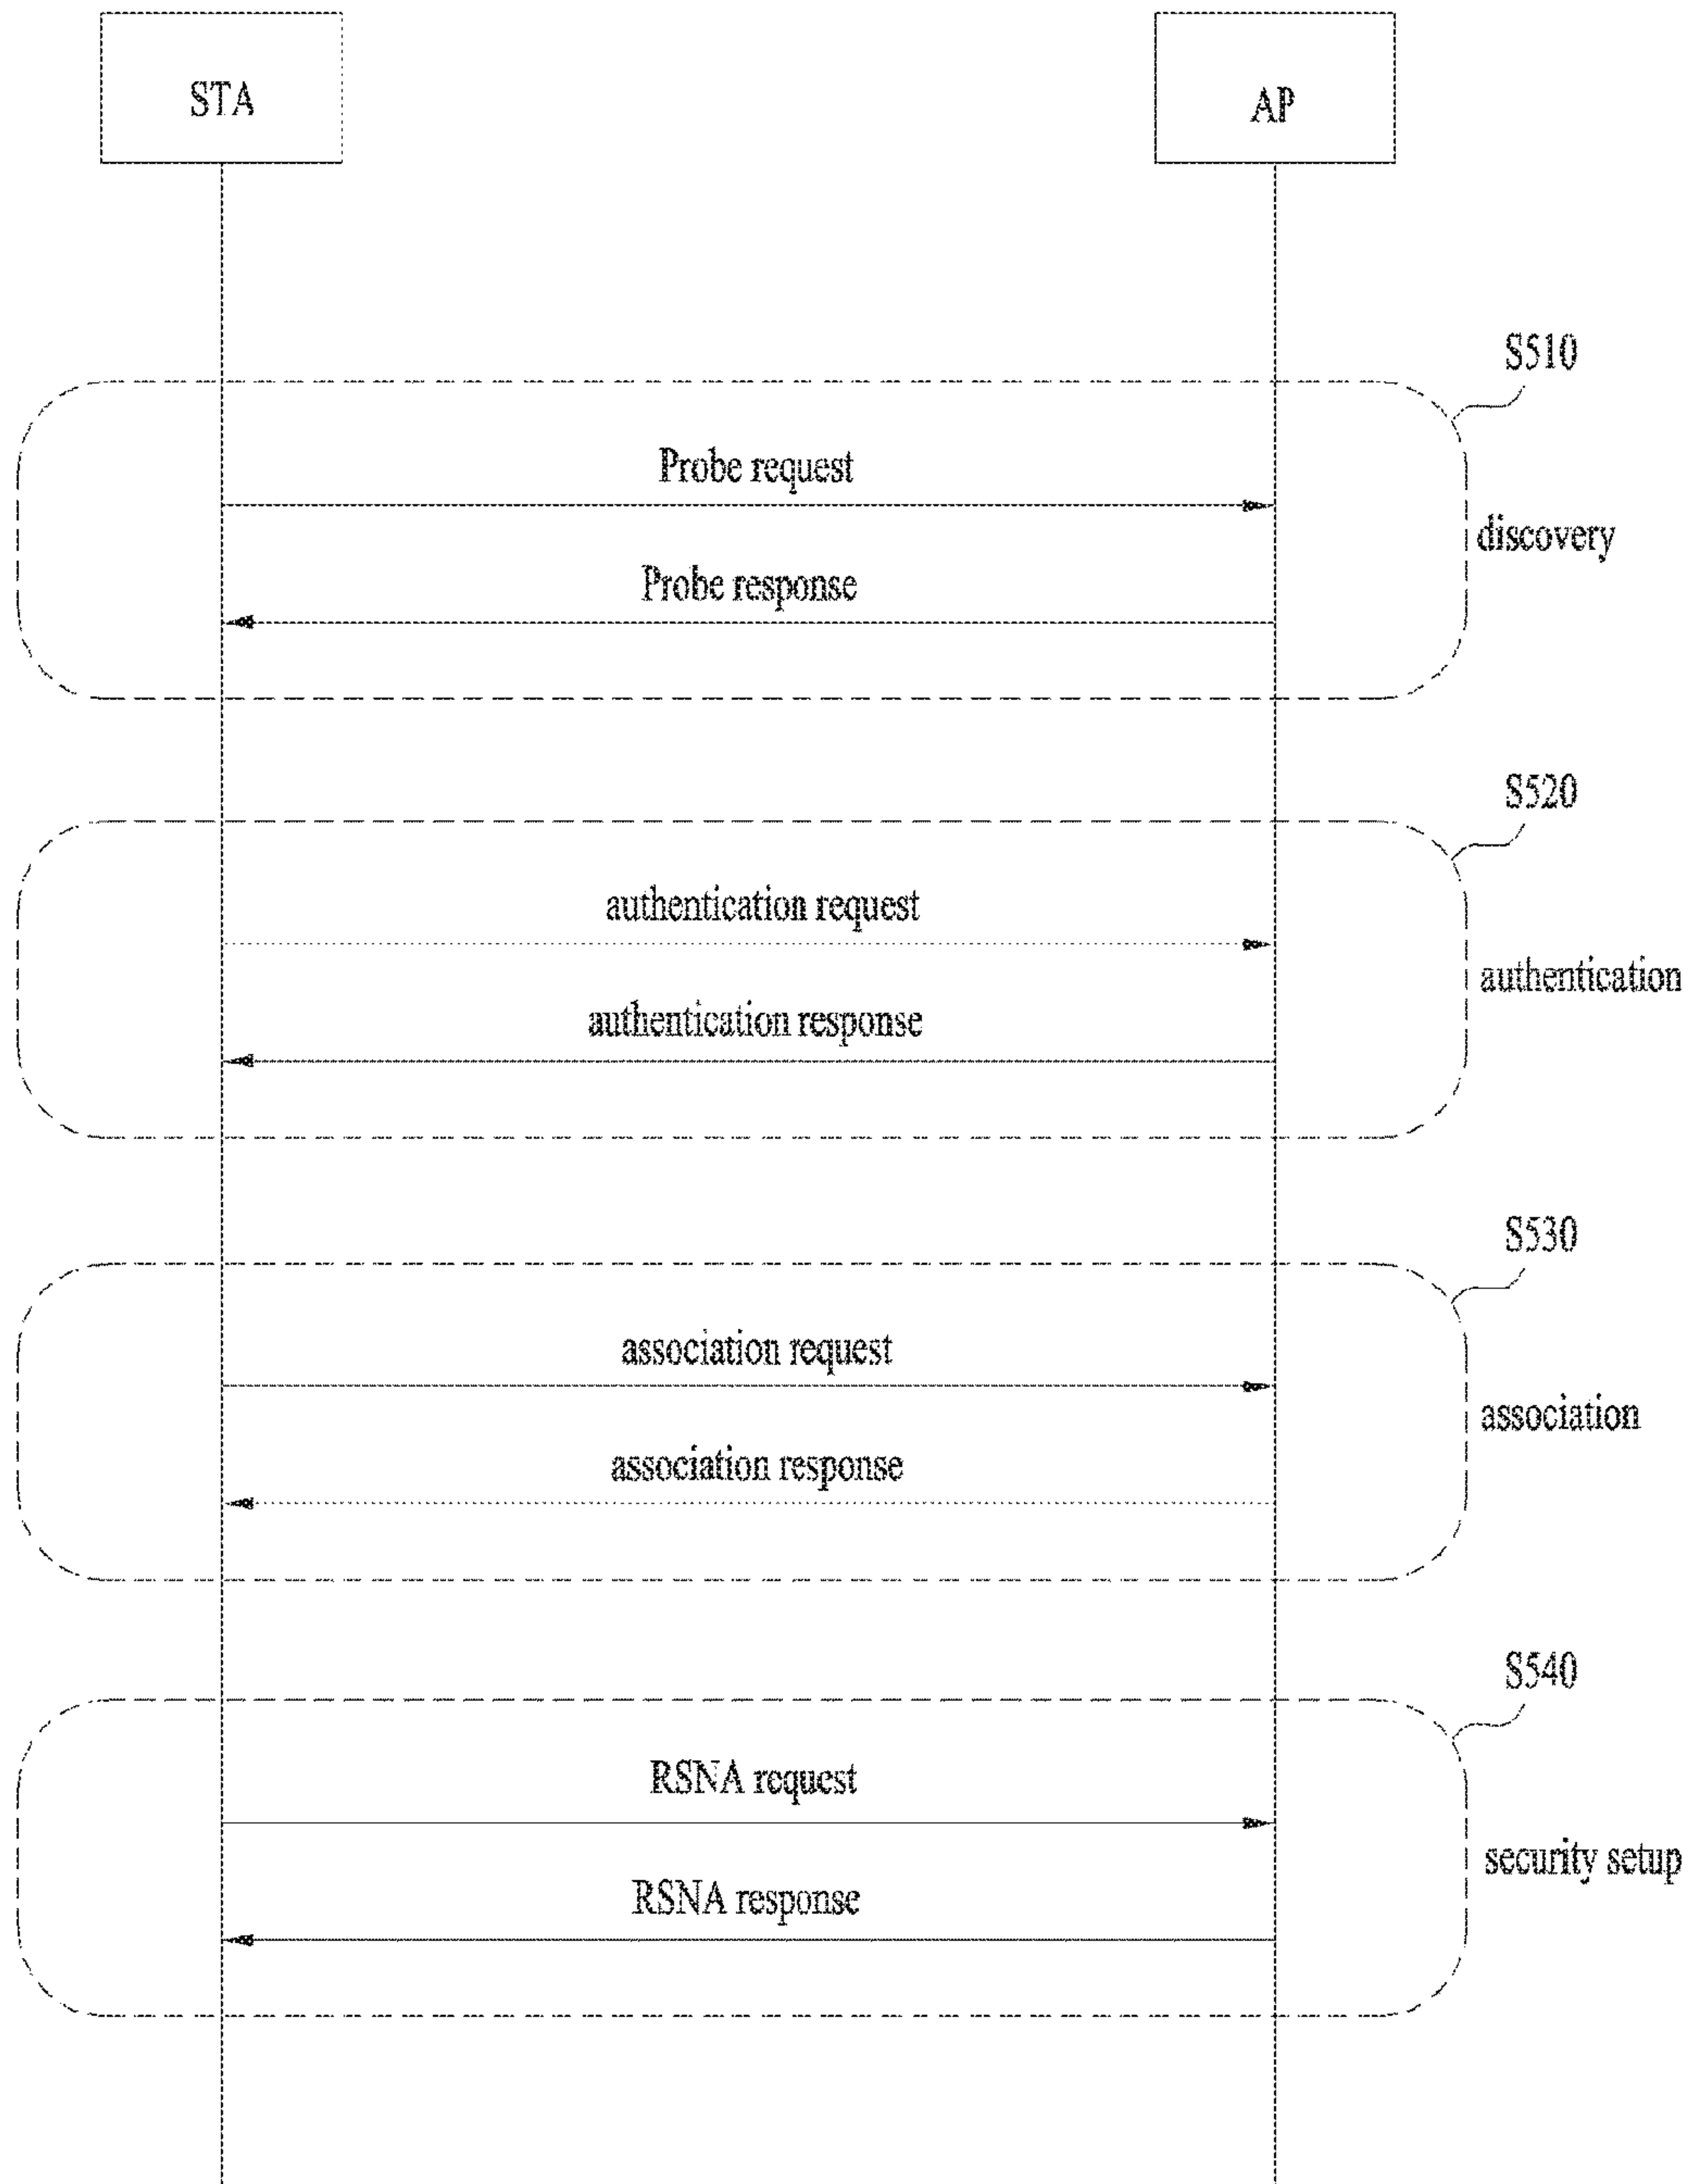 STA
AP
S510
Probe request
discovery
Probe response
S520
authentication request
authentication
authentication response
S530
association request
association
association response
S540
RSNA request
security setup
RSNA response